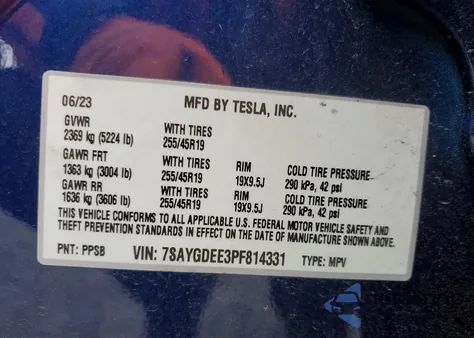 06/23 MFD BY TESLA, INC.
GVWR
2369 kg (5224 lb) WITH TIRES 255/45R19
GAWR FRT
1363 kg (3004 lb) WITH TIRES 255/45R19 RIM 19X9.5J COLD TIRE PRESSURE 290 kPa, 42 psi
GAWR RR
1636 kg (3606 lb) WITH TIRES 255/45R19 RIM 19X9.5J COLD TIRE PRESSURE 290 kPa, 42 psi
THIS VEHICLE CONFORMS TO ALL APPLICABLE U.S. FEDERAL MOTOR VEHICLE SAFETY AND
THEFT PREVENTION STANDARDS IN EFFECT ON THE DATE OF MANUFACTURE SHOWN ABOVE.
PNT: PPSB VIN: 7SAYGDEE3PF814331 TYPE: MPV